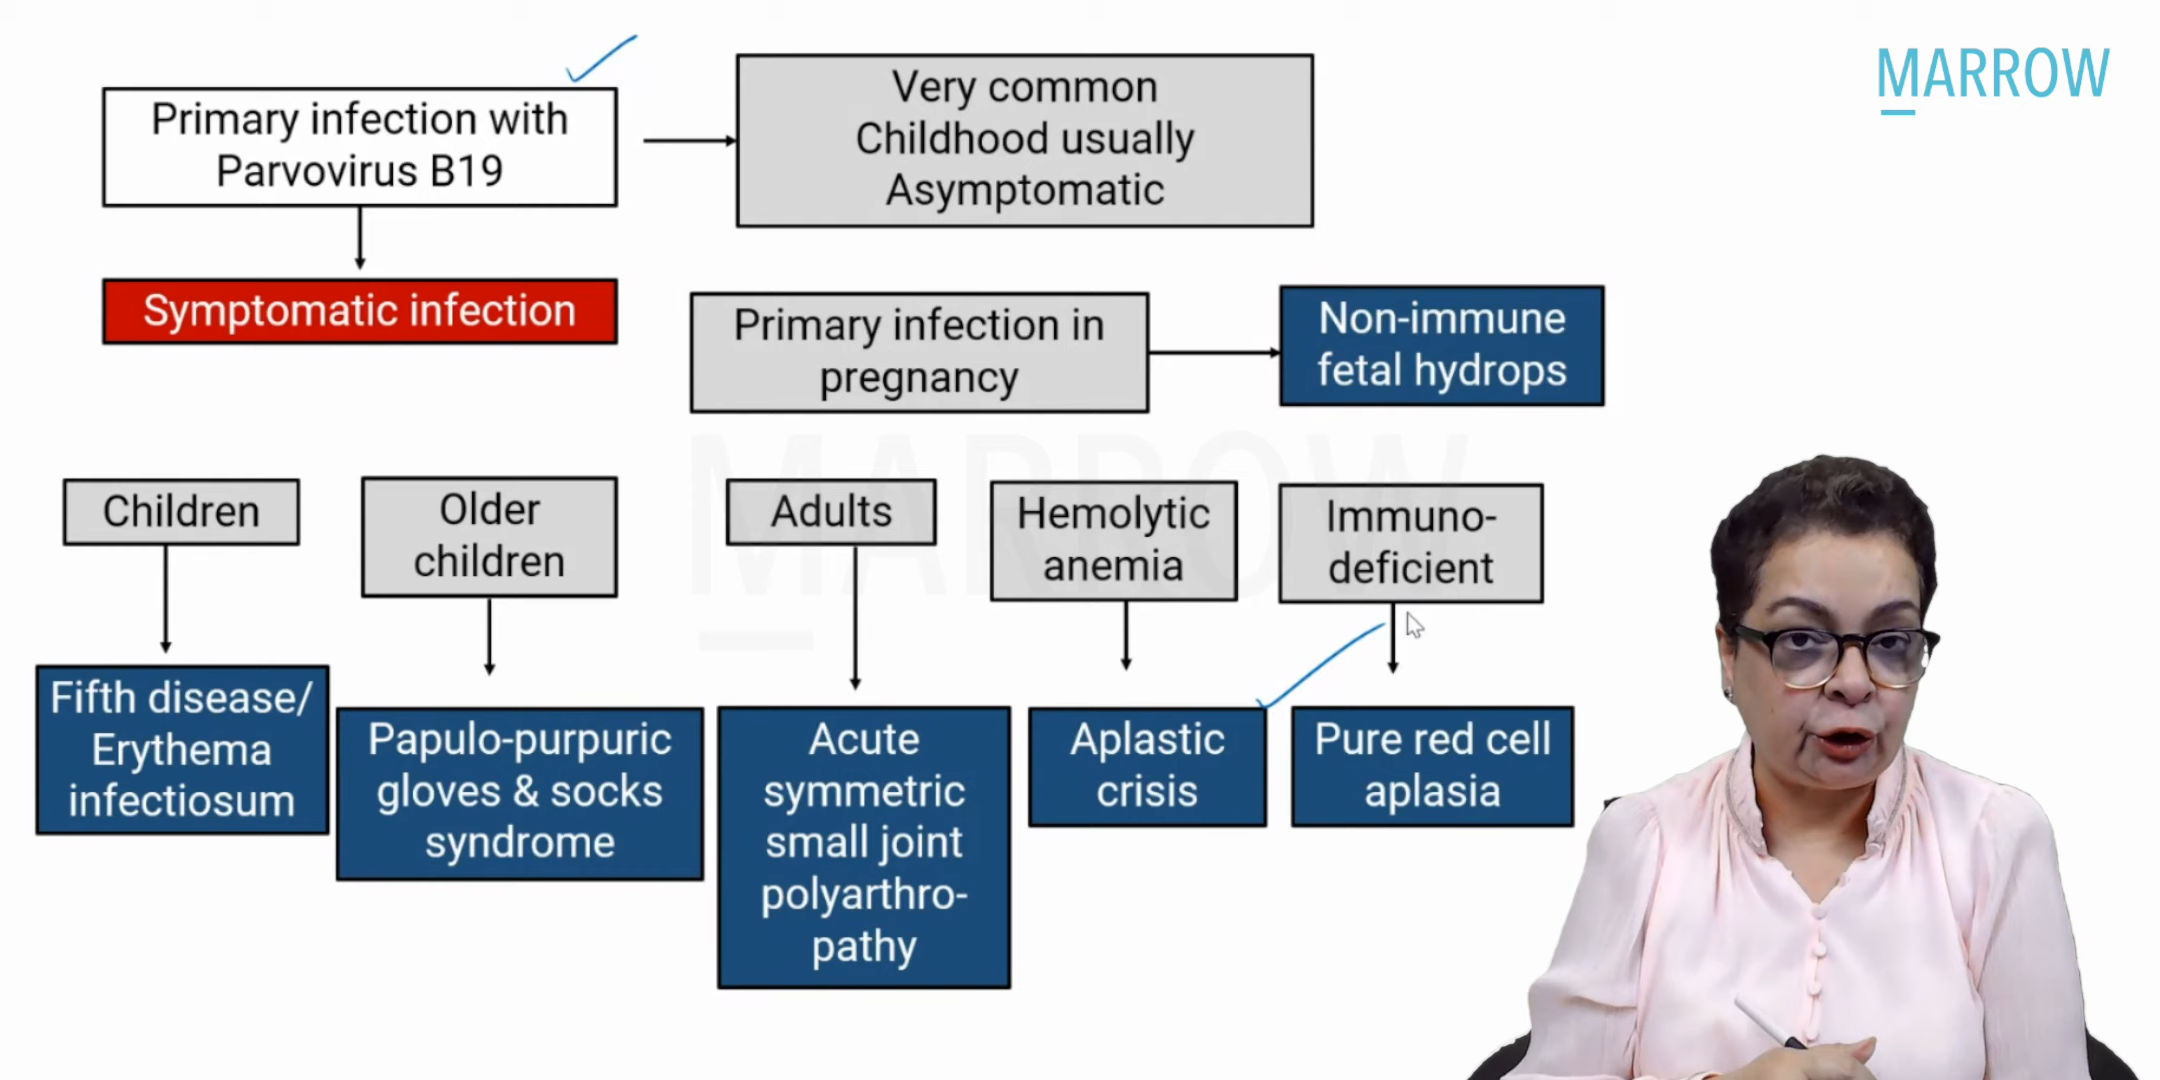 MARROW
Primary infection with
Parvovirus B19
Very common
Childhood usually
Asymptomatic
Symptomatic infection
Primary infection in
pregnancy
Non-immune
fetal hydrops
MARROW
Children
Older
children
Adults
Hemolytic
anemia
Immuno-
deficient
Fifth disease/
Erythema
infectiosum
Papulo-purpuric
gloves & socks
syndrome
Acute
symmetric
small joint
polyarthro-
pathy
Aplastic
crisis
Pure red cell
aplasia